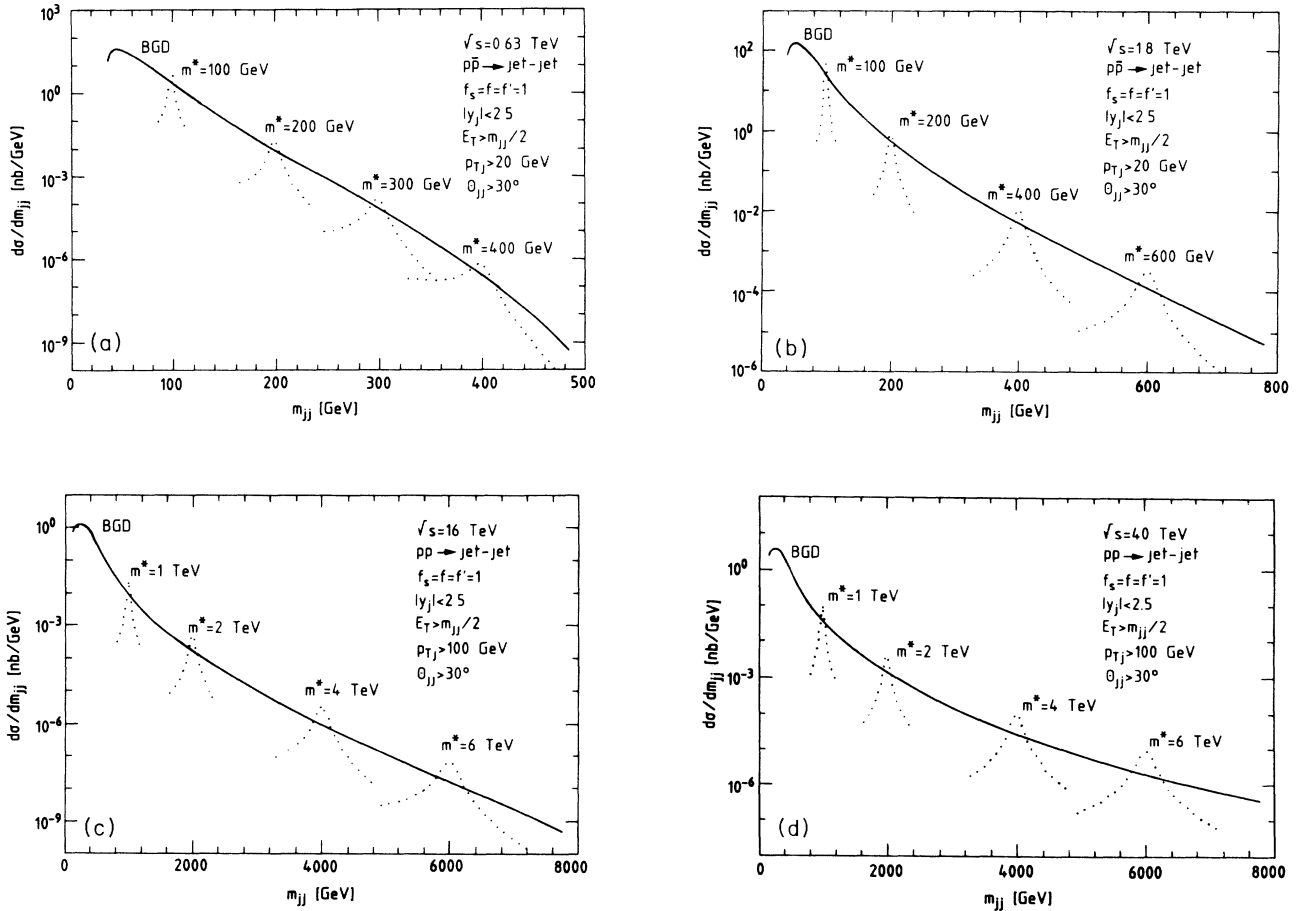 10³
10⁰
10⁻³
10⁻⁶
10⁻⁹
dσ/dmⱼⱼ [nb/GeV]
BGD
m*=100 GeV
m*=200 GeV
m*=300 GeV
m*=400 GeV
√s=0 63 TeV
pp̄ → jet-jet
fₛ=f=f'=1
|yⱼ|<2 5
E_T>mⱼⱼ/2
p_Tj>20 GeV
Θⱼⱼ>30°
(a)
0 100 200 300 400 500
mⱼⱼ [GeV]
10²
10⁰
10⁻²
10⁻⁴
10⁻⁶
dσ/dmⱼⱼ [nb/GeV]
BGD
m*=100 GeV
m*=200 GeV
m*=400 GeV
m*=600 GeV
√s=1 8 TeV
pp̄ → jet-jet
fₛ=f=f'=1
|yⱼ|<2 5
E_T>mⱼⱼ/2
p_Tj>20 GeV
Θⱼⱼ>30°
(b)
0 200 400 600 800
mⱼⱼ [GeV]
10⁰
10⁻³
10⁻⁶
10⁻⁹
dσ/dmⱼⱼ [nb/GeV]
BGD
m*=1 TeV
m*=2 TeV
m*=4 TeV
m*=6 TeV
√s=16 TeV
pp → jet-jet
fₛ=f=f'=1
|yⱼ|<2 5
E_T>mⱼⱼ/2
p_Tj>100 GeV
Θⱼⱼ>30°
(c)
0 2000 4000 6000 8000
mⱼⱼ [GeV]
10⁰
10⁻³
10⁻⁶
dσ/dmⱼⱼ [nb/GeV]
BGD
m*=1 TeV
m*=2 TeV
m*=4 TeV
m*=6 TeV
√s=40 TeV
pp → jet-jet
fₛ=f=f'=1
|yⱼ|<2.5
E_T>mⱼⱼ/2
p_Tj>100 GeV
Θⱼⱼ>30°
(d)
0 2000 4000 6000 8000
mⱼⱼ [GeV]